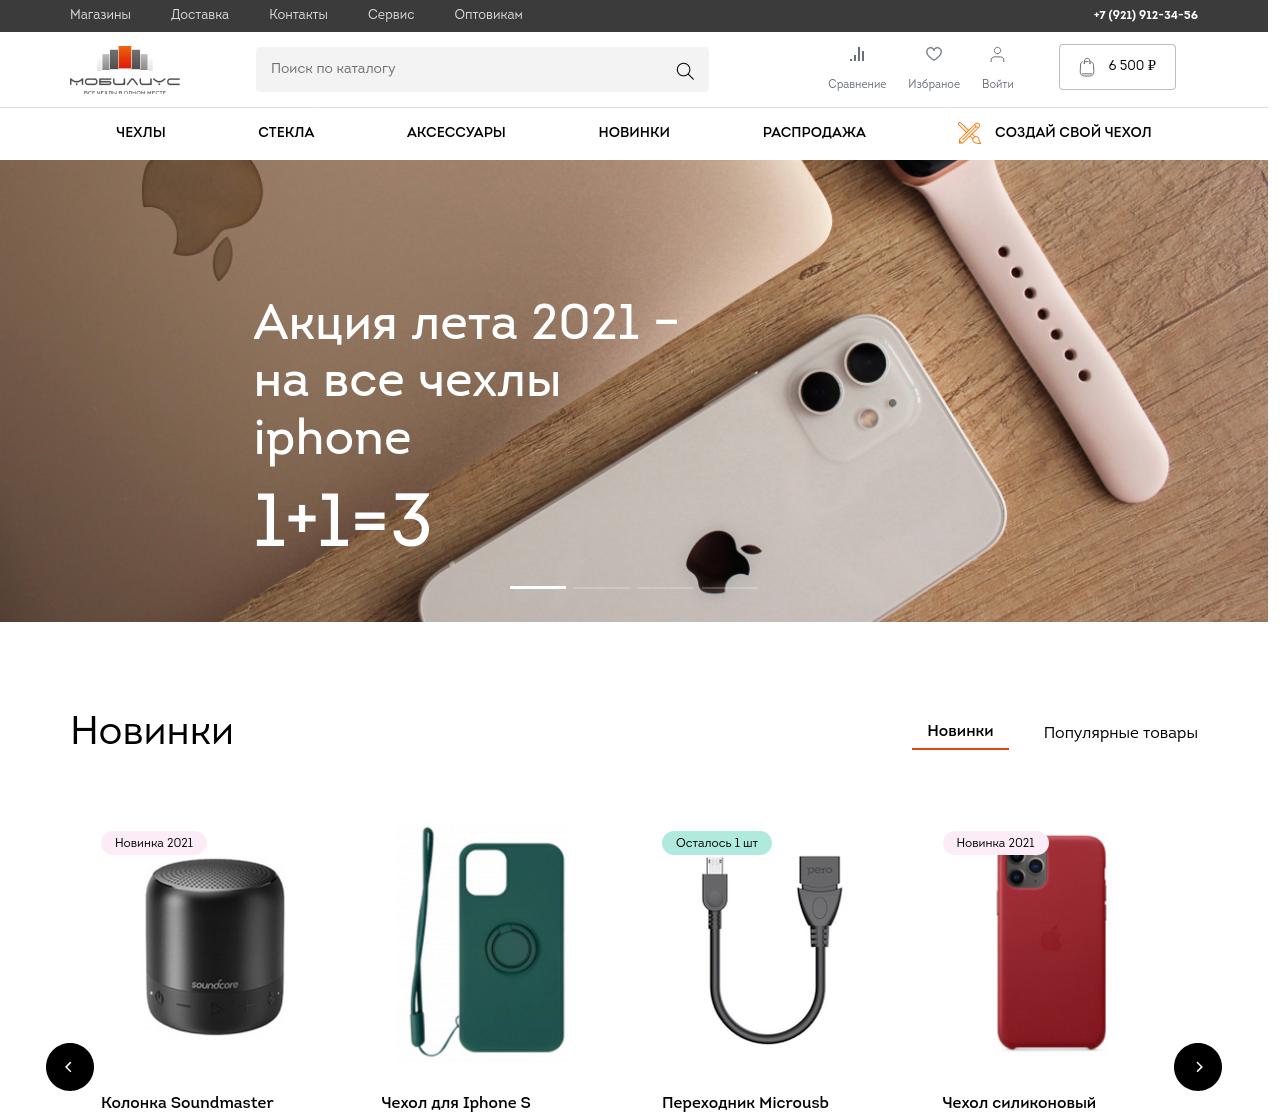 Магазины Доставка Контакты Сервис Оптовикам +7 (921) 912-34-56
МОБИЛИУС
ВСЕ ЧЕХЛЫ В ОДНОМ МЕСТЕ
Поиск по каталогу
Сравнение Избраное Войти
6 500 ₽
ЧЕХЛЫ СТЕКЛА АКСЕССУАРЫ НОВИНКИ РАСПРОДАЖА СОЗДАЙ СВОЙ ЧЕХОЛ
Акция лета 2021 –
на все чехлы
iphone
1+1=3
Новинки
Новинки Популярные товары
Новинка 2021
Осталось 1 шт
Новинка 2021
pero
soundcore
Колонка Soundmaster
Чехол для Iphone S
Переходник Microusb
Чехол силиконовый